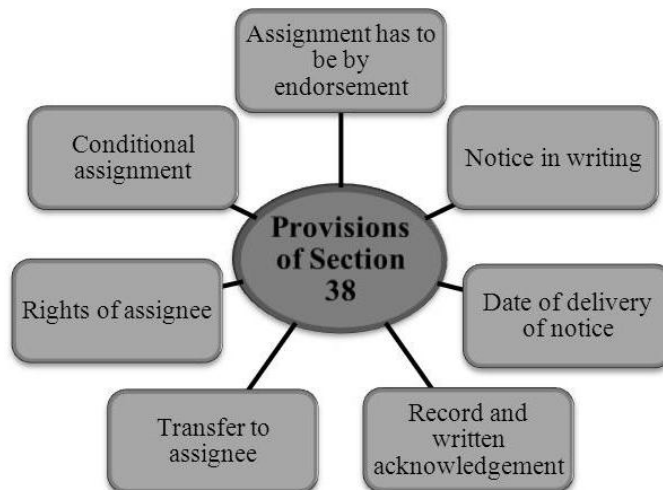 Assignment has to
be by
endorsement
Notice in writing
Date of delivery
of notice
Record and
written
acknowledgement
Transfer to
assignee
Rights of assignee
Conditional
assignment
Provisions
of Section
38